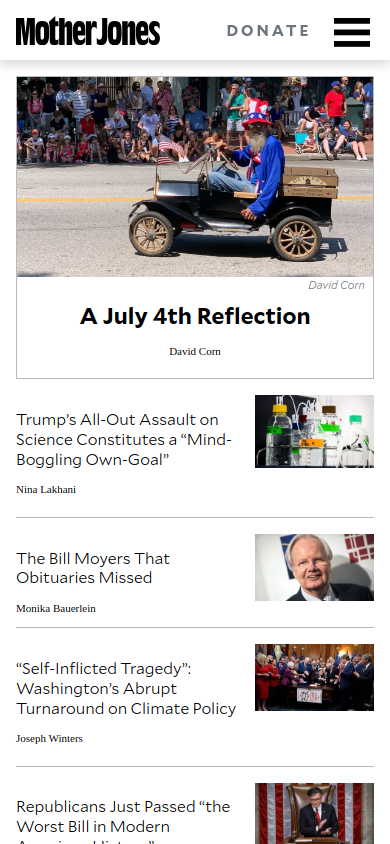 Mother Jones
DONATE
David Corn
A July 4th Reflection
David Corn
Trump’s All-Out Assault on
Science Constitutes a “Mind-
Boggling Own-Goal”
Nina Lakhani
The Bill Moyers That
Obituaries Missed
Monika Bauerlein
“Self-Inflicted Tragedy”:
Washington’s Abrupt
Turnaround on Climate Policy
Joseph Winters
Republicans Just Passed “the
Worst Bill in Modern